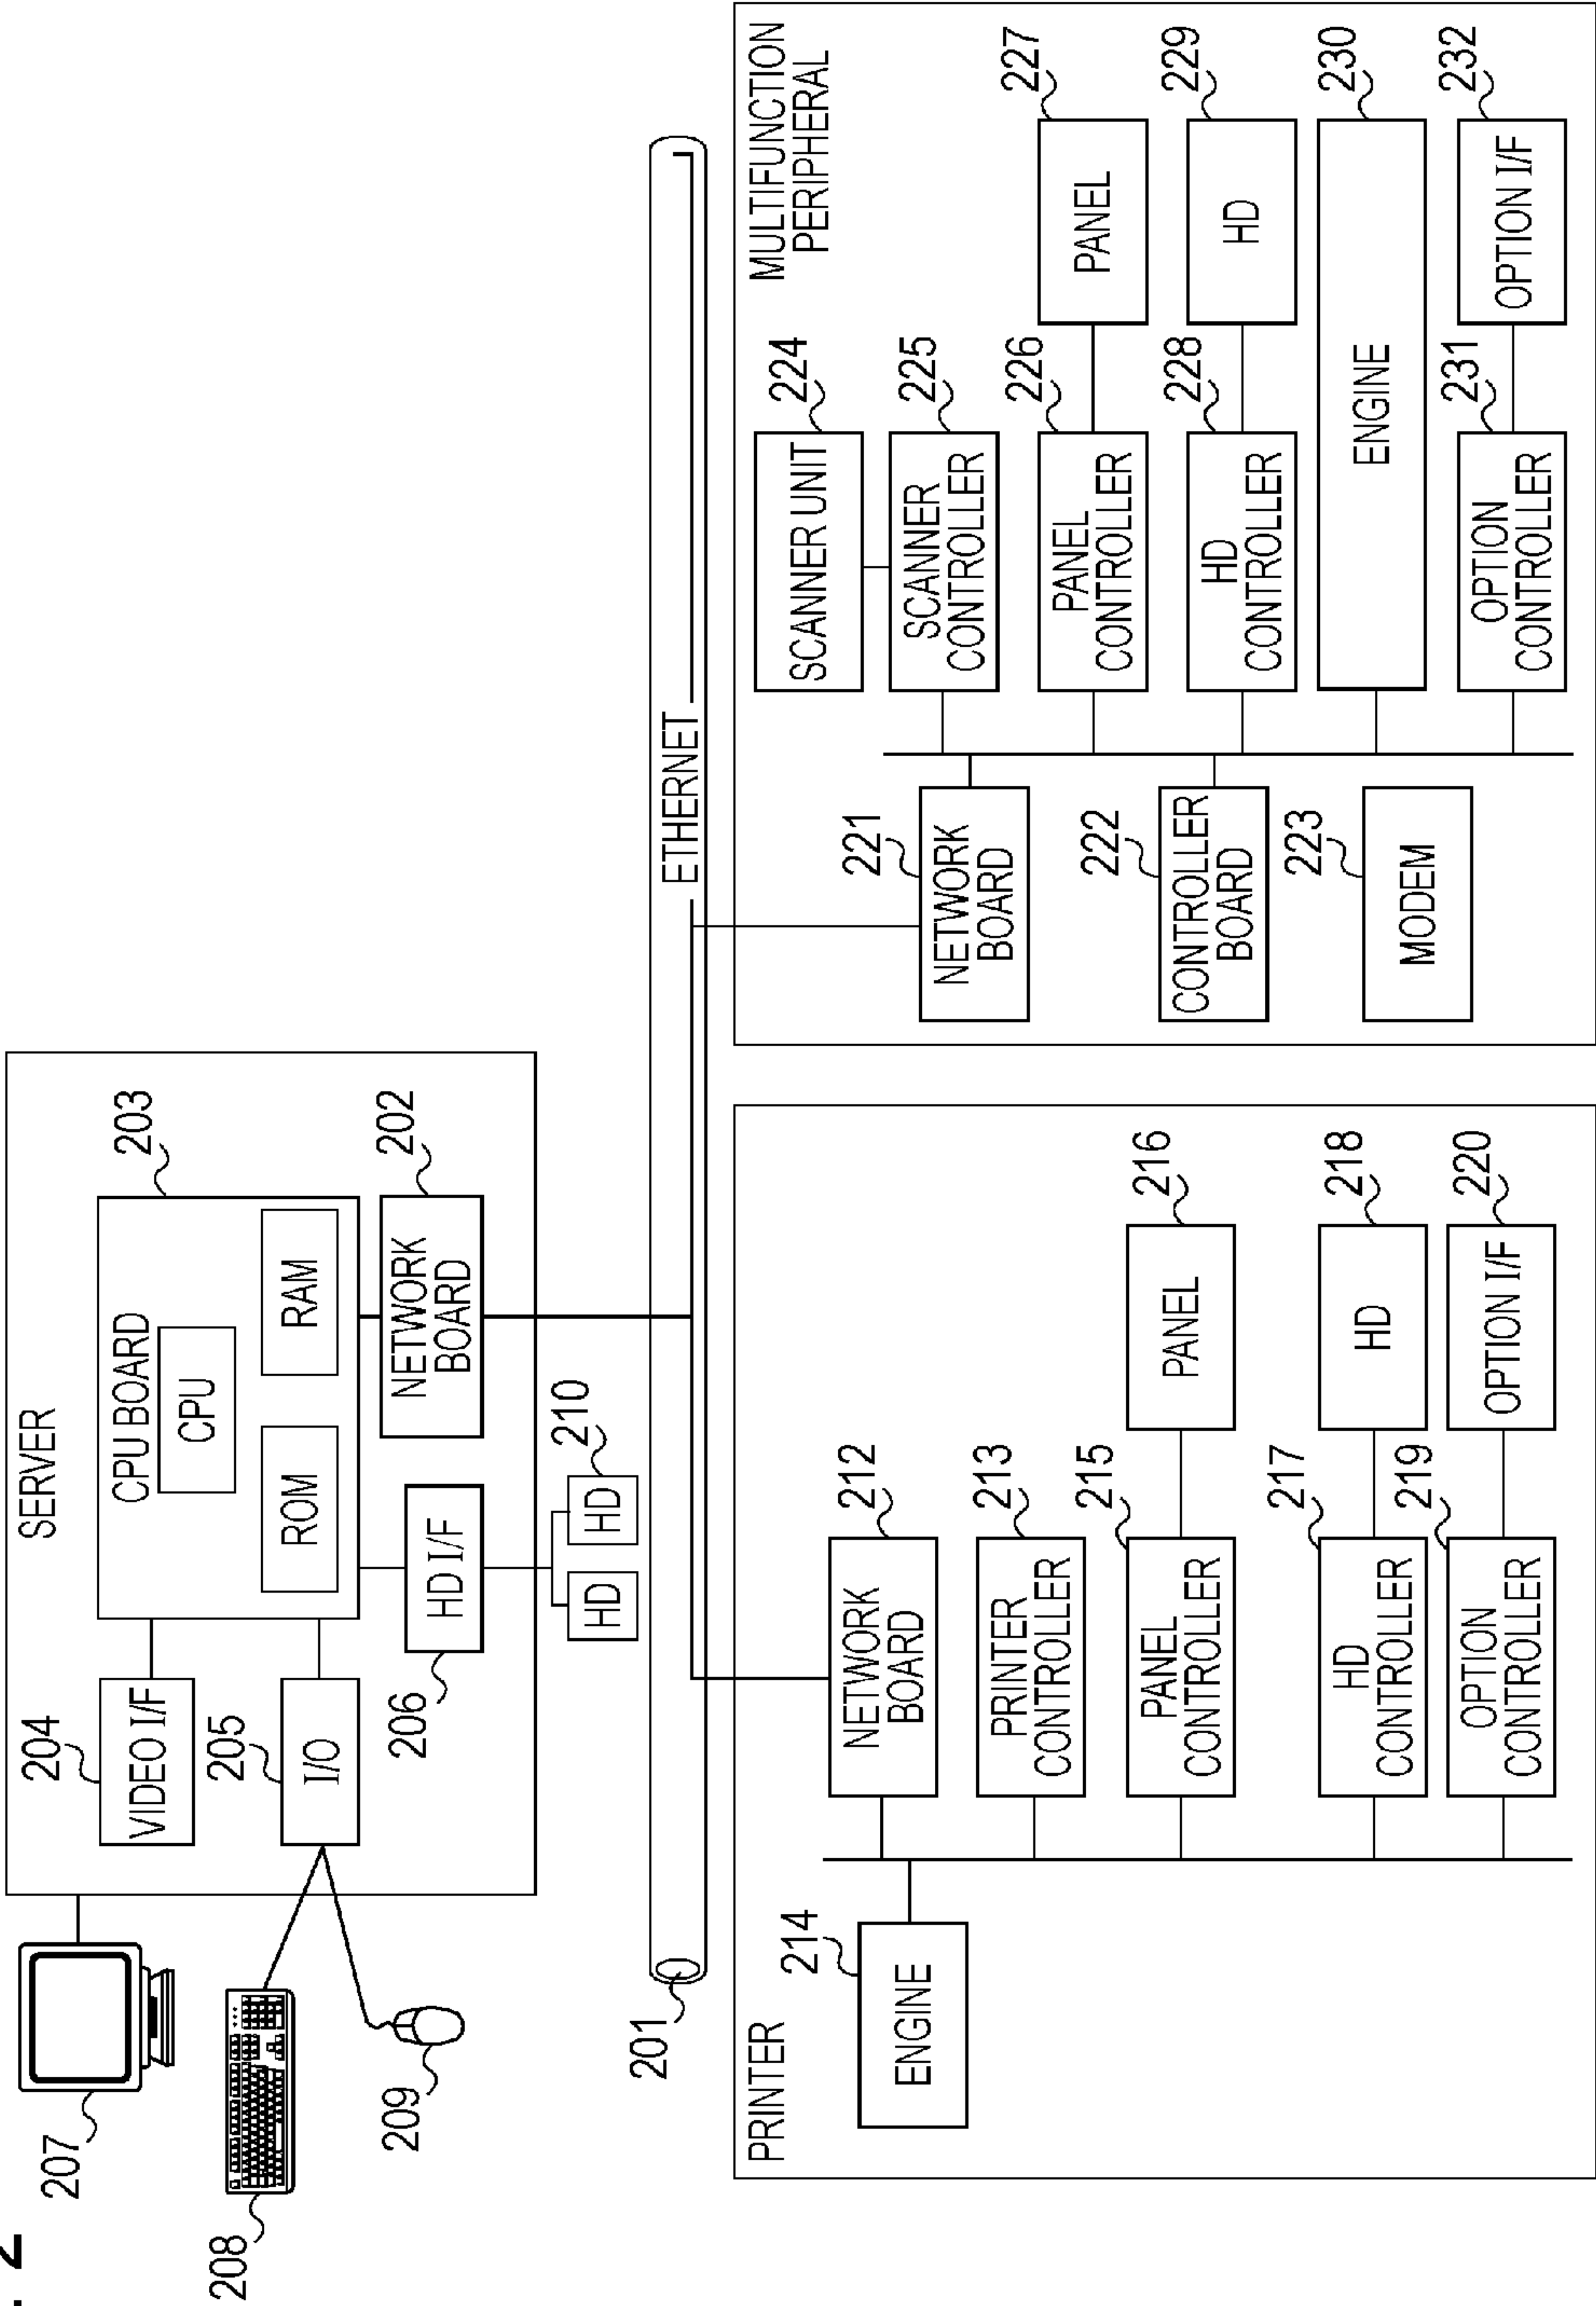 . 2
SERVER
CPU BOARD
CPU
ROM
RAM
203
204
VIDEO I/F
205
I/O
206
HD I/F
NETWORK
BOARD
202
207
208
209
HD
HD
210
201
ETHERNET
PRINTER
214
ENGINE
NETWORK
BOARD
212
PRINTER
CONTROLLER
213
PANEL
CONTROLLER
215
PANEL
216
HD
CONTROLLER
217
HD
218
OPTION
CONTROLLER
219
OPTION I/F
220
MULTIFUNCTION
PERIPHERAL
221
NETWORK
BOARD
222
CONTROLLER
BOARD
223
MODEM
SCANNER UNIT
224
SCANNER
CONTROLLER
225
PANEL
CONTROLLER
226
PANEL
227
HD
CONTROLLER
228
HD
229
ENGINE
230
OPTION
CONTROLLER
231
OPTION I/F
232